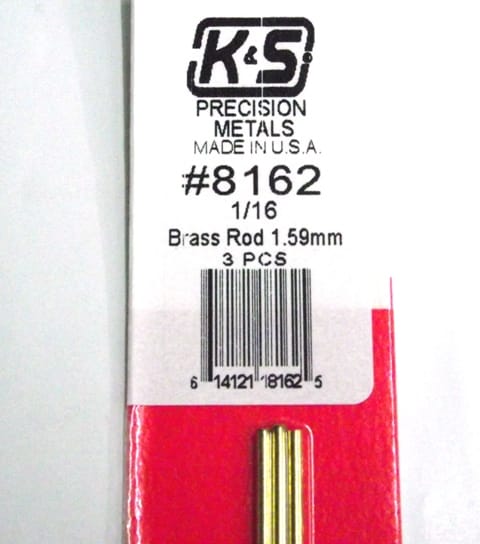 K&S
PRECISION
METALS
MADE IN U.S.A.
#8162
1/16
Brass Rod 1.59mm
3 PCS
6 14121 18162 5